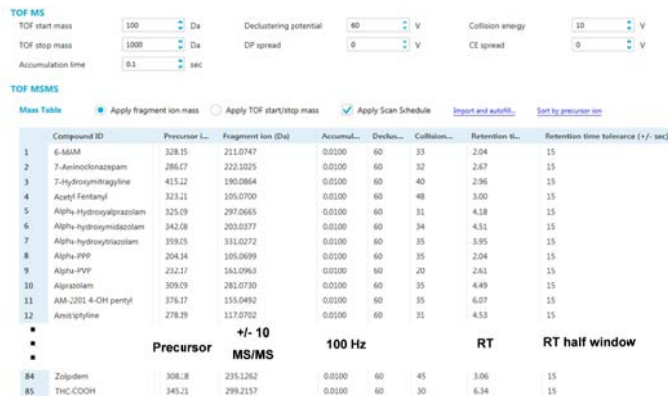 TOF MS
TOF start mass 100 Da Declustering potential 60 V Collision energy 10 V
TOF stop mass 1000 Da DP spread 0 V CE spread 0 V
Accumulation time 0.1 sec
TOF MSMS
Mass Table Apply fragment ion mass Apply TOF start/stop mass Apply Scan Schedule Import and autofill... Sort by precursor ion
Compound ID Precursor i... Fragment ion (Da) Accumul... Declus... Collision... Retention ti... Retention time tolerance (+/- sec)
1 6-MAM 328.15 211.0747 0.0100 60 33 2.04 15
2 7-Aminoclonazepam 286.07 222.1025 0.0100 60 32 2.67 15
3 7-Hydroxymitragyline 415.22 190.0864 0.0100 60 40 2.96 15
4 Acetyl Fentanyl 323.21 105.0700 0.0100 60 48 3.00 15
5 Alpha-Hydroxyalprazolam 325.09 297.0665 0.0100 60 31 4.18 15
6 Alpha-hydroxymidazolam 342.08 203.0377 0.0100 60 34 4.51 15
7 Alpha-hydroxytriazolam 359.05 331.0272 0.0100 60 35 3.95 15
8 Alpha-PPP 204.14 105.0699 0.0100 60 35 2.04 15
9 Alpha-PVP 232.17 161.0963 0.0100 60 20 2.61 15
10 Alprazolam 309.09 281.0730 0.0100 60 35 4.49 15
11 AM-2201 4-OH pentyl 376.17 155.0492 0.0100 60 35 6.07 15
12 Amitriptyline 278.19 117.0702 0.0100 60 31 4.53 15
Precursor +/- 10 MS/MS 100 Hz RT RT half window
84 Zolpidem 308.18 235.1262 0.0100 60 45 3.06 15
85 THC-COOH 345.21 299.2157 0.0100 60 30 6.34 15